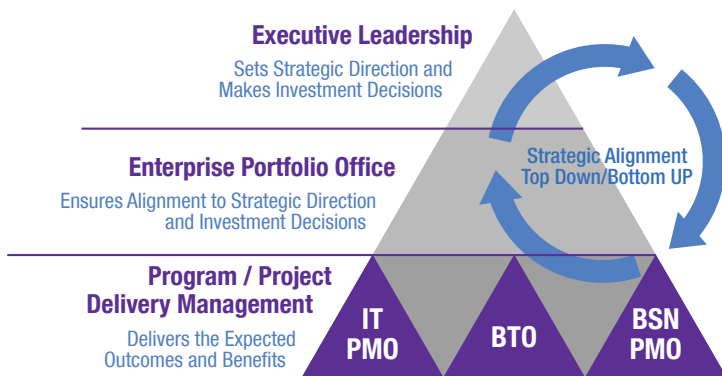 Executive Leadership
Sets Strategic Direction and
Makes Investment Decisions
Enterprise Portfolio Office
Ensures Alignment to Strategic Direction
and Investment Decisions
Strategic Alignment
Top Down/Bottom UP
Program / Project
Delivery Management
Delivers the Expected
Outcomes and Benefits
IT
PMO
BTO
BSN
PMO